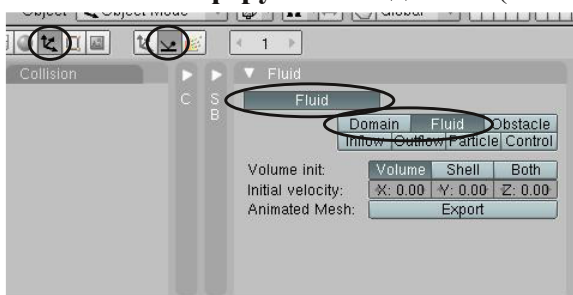 Object Object Mode Global
1
Collision
Fluid
C
S
B
Fluid
Domain Fluid Obstacle
Inflow Outflow Particle Control
Volume init: Volume Shell Both
Initial velocity: X: 0.00 Y: 0.00 Z: 0.00
Animated Mesh: Export